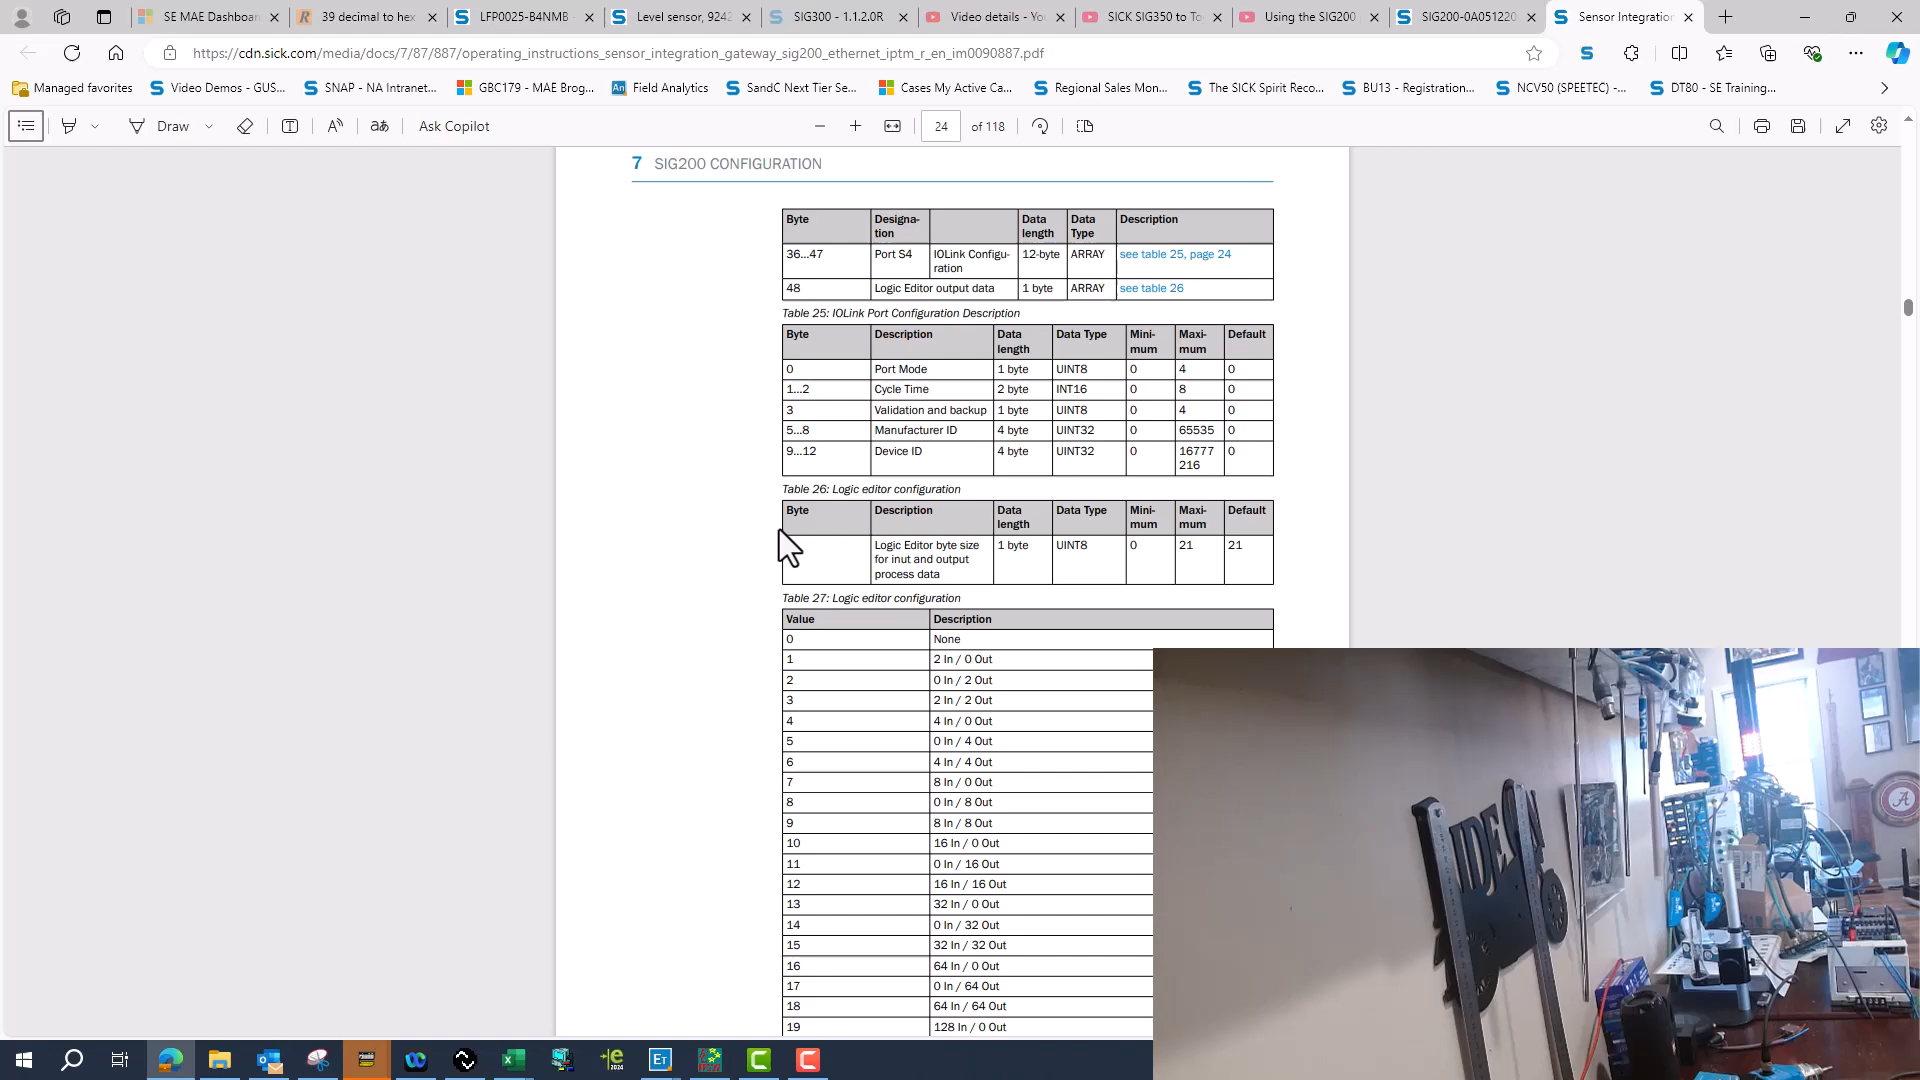 SE MAE Dashboar
39 decimal to hex
LFP0025-B4NMB
Level sensor, 9242
SIG300 - 1.1.2.0R
Video details - Yo
SICK SIG350 to To
Using the SIG200
SIG200-0A051220
Sensor Integratio
https://cdn.sick.com/media/docs/7/87/887/operating_instructions_sensor_integration_gateway_sig200_ethernet_iptm_r_en_im0090887.pdf
Managed favorites
Video Demos - GUS...
SNAP - NA Intranet...
GBC179 - MAE Brog...
Field Analytics
SandC Next Tier Se...
Cases My Active Ca...
Regional Sales Mon...
The SICK Spirit Reco...
BU13 - Registration...
NCV50 (SPEETEC) -...
DT80 - SE Training...
Draw
Ask Copilot
24 of 118
7 SIG200 CONFIGURATION
Byte Designa- Data Data Description
tion length Type
36...47 Port S4 IOLink Configu- 12-byte ARRAY see table 25, page 24
ration
48 Logic Editor output data 1 byte ARRAY see table 26
Table 25: IOLink Port Configuration Description
Byte Description Data Data Type Mini- Maxi- Default
length mum mum
0 Port Mode 1 byte UINT8 0 4 0
1...2 Cycle Time 2 byte INT16 0 8 0
3 Validation and backup 1 byte UINT8 0 4 0
5...8 Manufacturer ID 4 byte UINT32 0 65535 0
9...12 Device ID 4 byte UINT32 0 16777 0
216
Table 26: Logic editor configuration
Byte Description Data Data Type Mini- Maxi- Default
length mum mum
Logic Editor byte size 1 byte UINT8 0 21 21
for inut and output
process data
Table 27: Logic editor configuration
Value Description
0 None
1 2 In / 0 Out
2 0 In / 2 Out
3 2 In / 2 Out
4 4 In / 0 Out
5 0 In / 4 Out
6 4 In / 4 Out
7 8 In / 0 Out
8 0 In / 8 Out
9 8 In / 8 Out
10 16 In / 0 Out
11 0 In / 16 Out
12 16 In / 16 Out
13 32 In / 0 Out
14 0 In / 32 Out
15 32 In / 32 Out
16 64 In / 0 Out
17 0 In / 64 Out
18 64 In / 64 Out
19 128 In / 0 Out